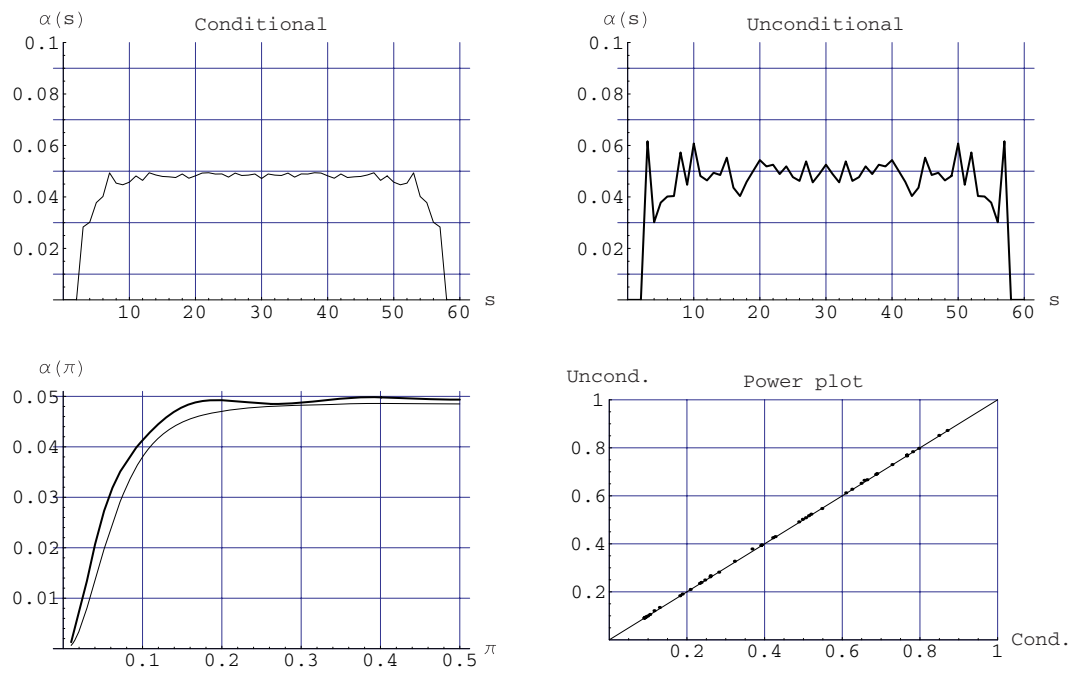 α(s)
Conditional
0.1
0.08
0.06
0.04
0.02
10 20 30 40 50 60 s
α(s)
Unconditional
0.1
0.08
0.06
0.04
0.02
10 20 30 40 50 60 s
α(π)
0.05
0.04
0.03
0.02
0.01
0.1 0.2 0.3 0.4 0.5 π
Uncond.
Power plot
1
0.8
0.6
0.4
0.2
0.2 0.4 0.6 0.8 1 Cond.